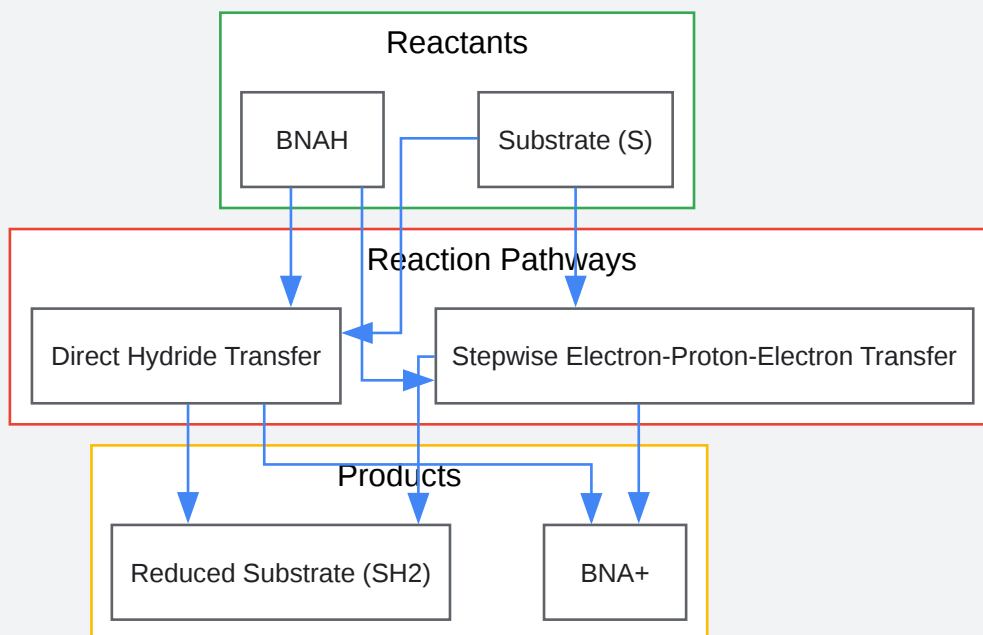 Reactants
BNAH
Substrate (S)
Reaction Pathways
Direct Hydride Transfer
Stepwise Electron-Proton-Electron Transfer
Products
Reduced Substrate (SH2)
BNA+